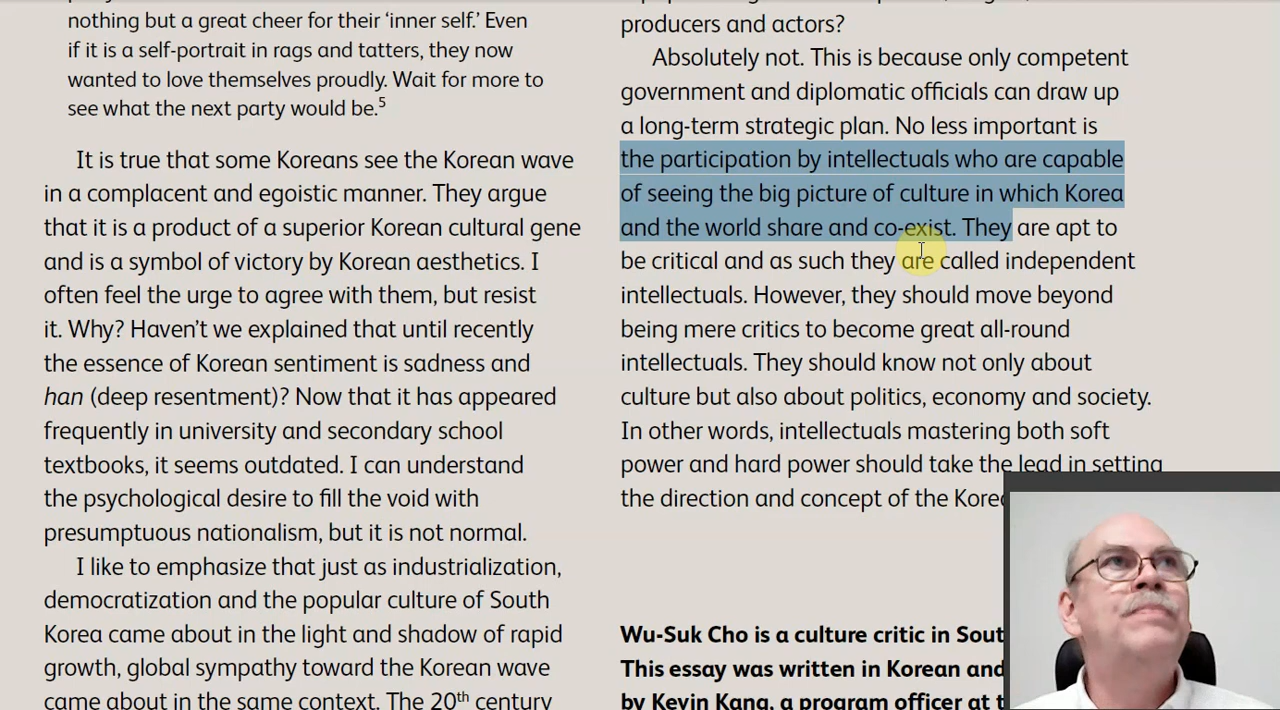 nothing but a great cheer for their ‘inner self.’ Even
if it is a self-portrait in rags and tatters, they now
wanted to love themselves proudly. Wait for more to
see what the next party would be.5
It is true that some Koreans see the Korean wave
in a complacent and egoistic manner. They argue
that it is a product of a superior Korean cultural gene
and is a symbol of victory by Korean aesthetics. I
often feel the urge to agree with them, but resist
it. Why? Haven’t we explained that until recently
the essence of Korean sentiment is sadness and
han (deep resentment)? Now that it has appeared
frequently in university and secondary school
textbooks, it seems outdated. I can understand
the psychological desire to fill the void with
presumptuous nationalism, but it is not normal.
I like to emphasize that just as industrialization,
democratization and the popular culture of South
Korea came about in the light and shadow of rapid
growth, global sympathy toward the Korean wave
came about in the same context. The 20th century
producers and actors?
Absolutely not. This is because only competent
government and diplomatic officials can draw up
a long-term strategic plan. No less important is
the participation by intellectuals who are capable
of seeing the big picture of culture in which Korea
and the world share and co-exist. They are apt to
be critical and as such they are called independent
intellectuals. However, they should move beyond
being mere critics to become great all-round
intellectuals. They should know not only about
culture but also about politics, economy and society.
In other words, intellectuals mastering both soft
power and hard power should take the lead in setting
the direction and concept of the
Wu-Suk Cho is a culture critic in
This essay was written in Korean and
by Kevin Kang, a program officer at